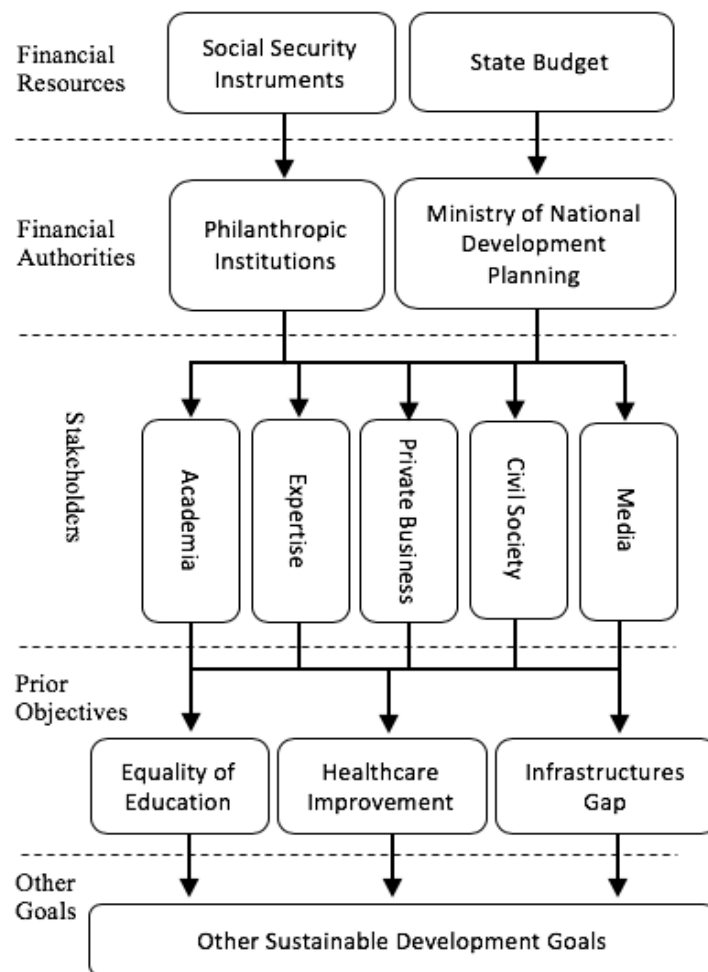 Financial
Resources
Social Security
Instruments
State Budget
Financial
Authorities
Philanthropic
Institutions
Ministry of National
Development
Planning
Stakeholders
Academia
Expertise
Private Business
Civil Society
Media
Prior
Objectives
Equality of
Education
Healthcare
Improvement
Infrastructures
Gap
Other
Goals
Other Sustainable Development Goals